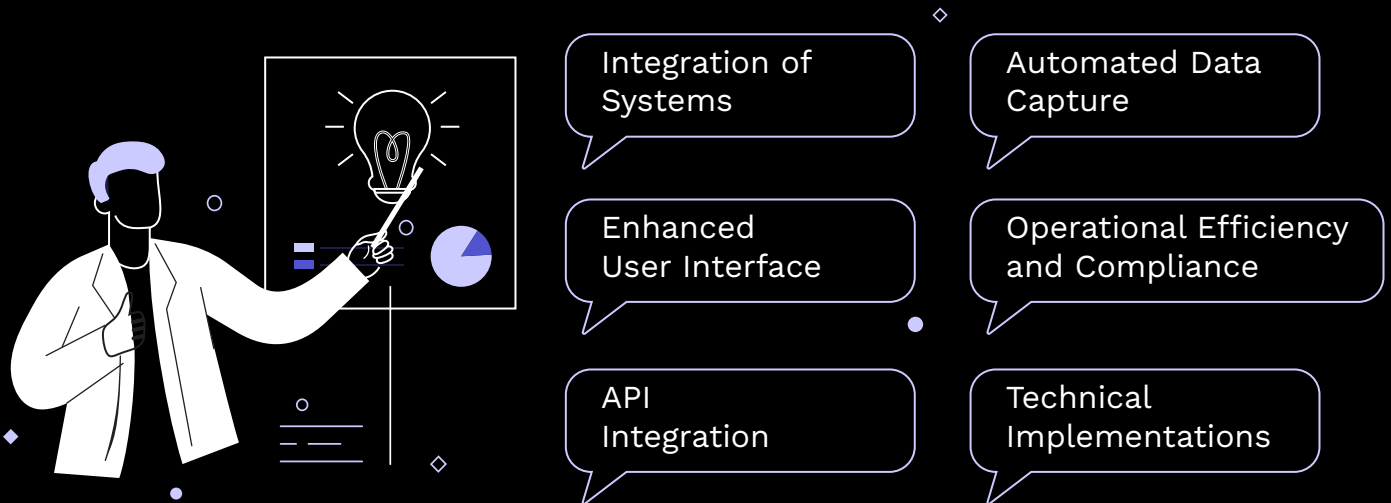 Integration of
Systems
Automated Data
Capture
Enhanced
User Interface
Operational Efficiency
and Compliance
API
Integration
Technical
Implementations